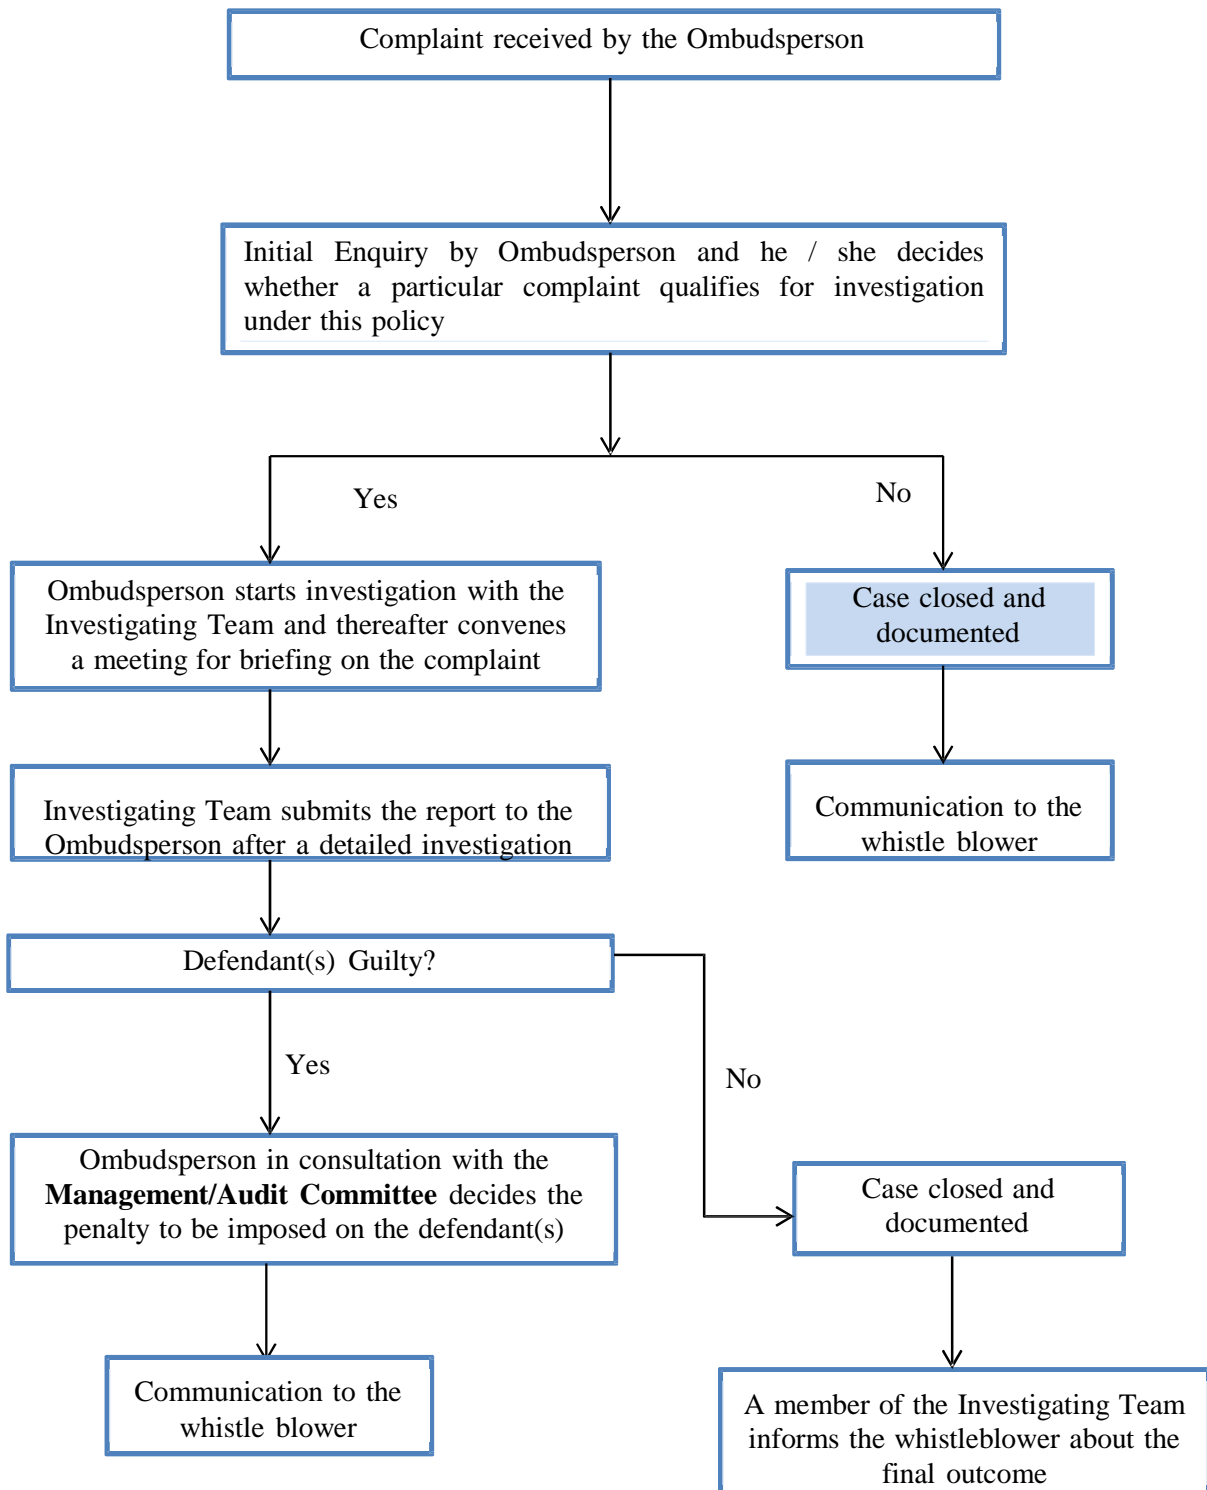 Complaint received by the Ombudsperson
Initial Enquiry by Ombudsperson and he / she decides
whether a particular complaint qualifies for investigation
under this policy
Yes
No
Ombudsperson starts investigation with the
Investigating Team and thereafter convenes
a meeting for briefing on the complaint
Case closed and
documented
Investigating Team submits the report to the
Ombudsperson after a detailed investigation
Communication to the
whistle blower
Defendant(s) Guilty?
Yes
No
Ombudsperson in consultation with the
Management/Audit Committee decides the
penalty to be imposed on the defendant(s)
Case closed and
documented
Communication to the
whistle blower
A member of the Investigating Team
informs the whistleblower about the
final outcome